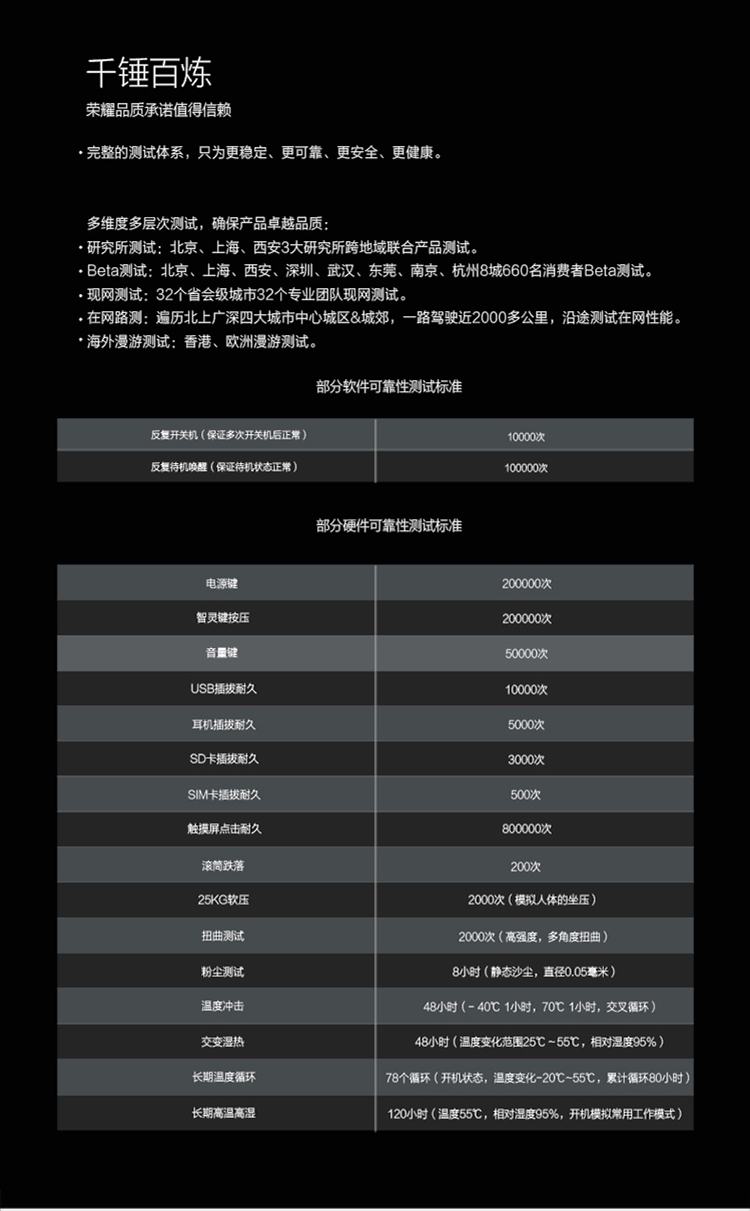 千锤百炼
荣耀品质承诺值得信赖
·完整的测试体系，只为更稳定、更可靠、更安全、更健康。
多维度多层次测试，确保产品卓越品质：
·研究所测试：北京、上海、西安3大研究所跨地域联合产品测试。
·Beta测试：北京、上海、西安、深圳、武汉、东莞、南京、杭州8城660名消费者Beta测试。
·现网测试：32个省会级城市32个专业团队现网测试。
·在网路测：遍历北上广深四大城市中心城区&城郊，一路驾驶近2000多公里，沿途测试在网性能。
·海外漫游测试：香港、欧洲漫游测试。
部分软件可靠性测试标准
反复开关机（保证多次开关机后正常） 10000次
反复待机唤醒（保证待机状态正常） 100000次
部分硬件可靠性测试标准
电源键 200000次
智灵键按压 200000次
音量键 50000次
USB插拔耐久 10000次
耳机插拔耐久 5000次
SD卡插拔耐久 3000次
SIM卡插拔耐久 500次
触摸屏点击耐久 800000次
滚筒跌落 200次
25KG软压 2000次（模拟人体的坐压）
扭曲测试 2000次（高强度，多角度扭曲）
粉尘测试 8小时（静态沙尘，直径0.05毫米）
温度冲击 48小时（- 40℃ 1小时，70℃ 1小时，交叉循环）
交变湿热 48小时（温度变化范围25℃~55℃，相对湿度95%）
长期温度循环 78个循环（开机状态，温度变化-20℃~55℃，累计循环80小时）
长期高温高湿 120小时（温度55℃，相对湿度95%，开机模拟常用工作模式）